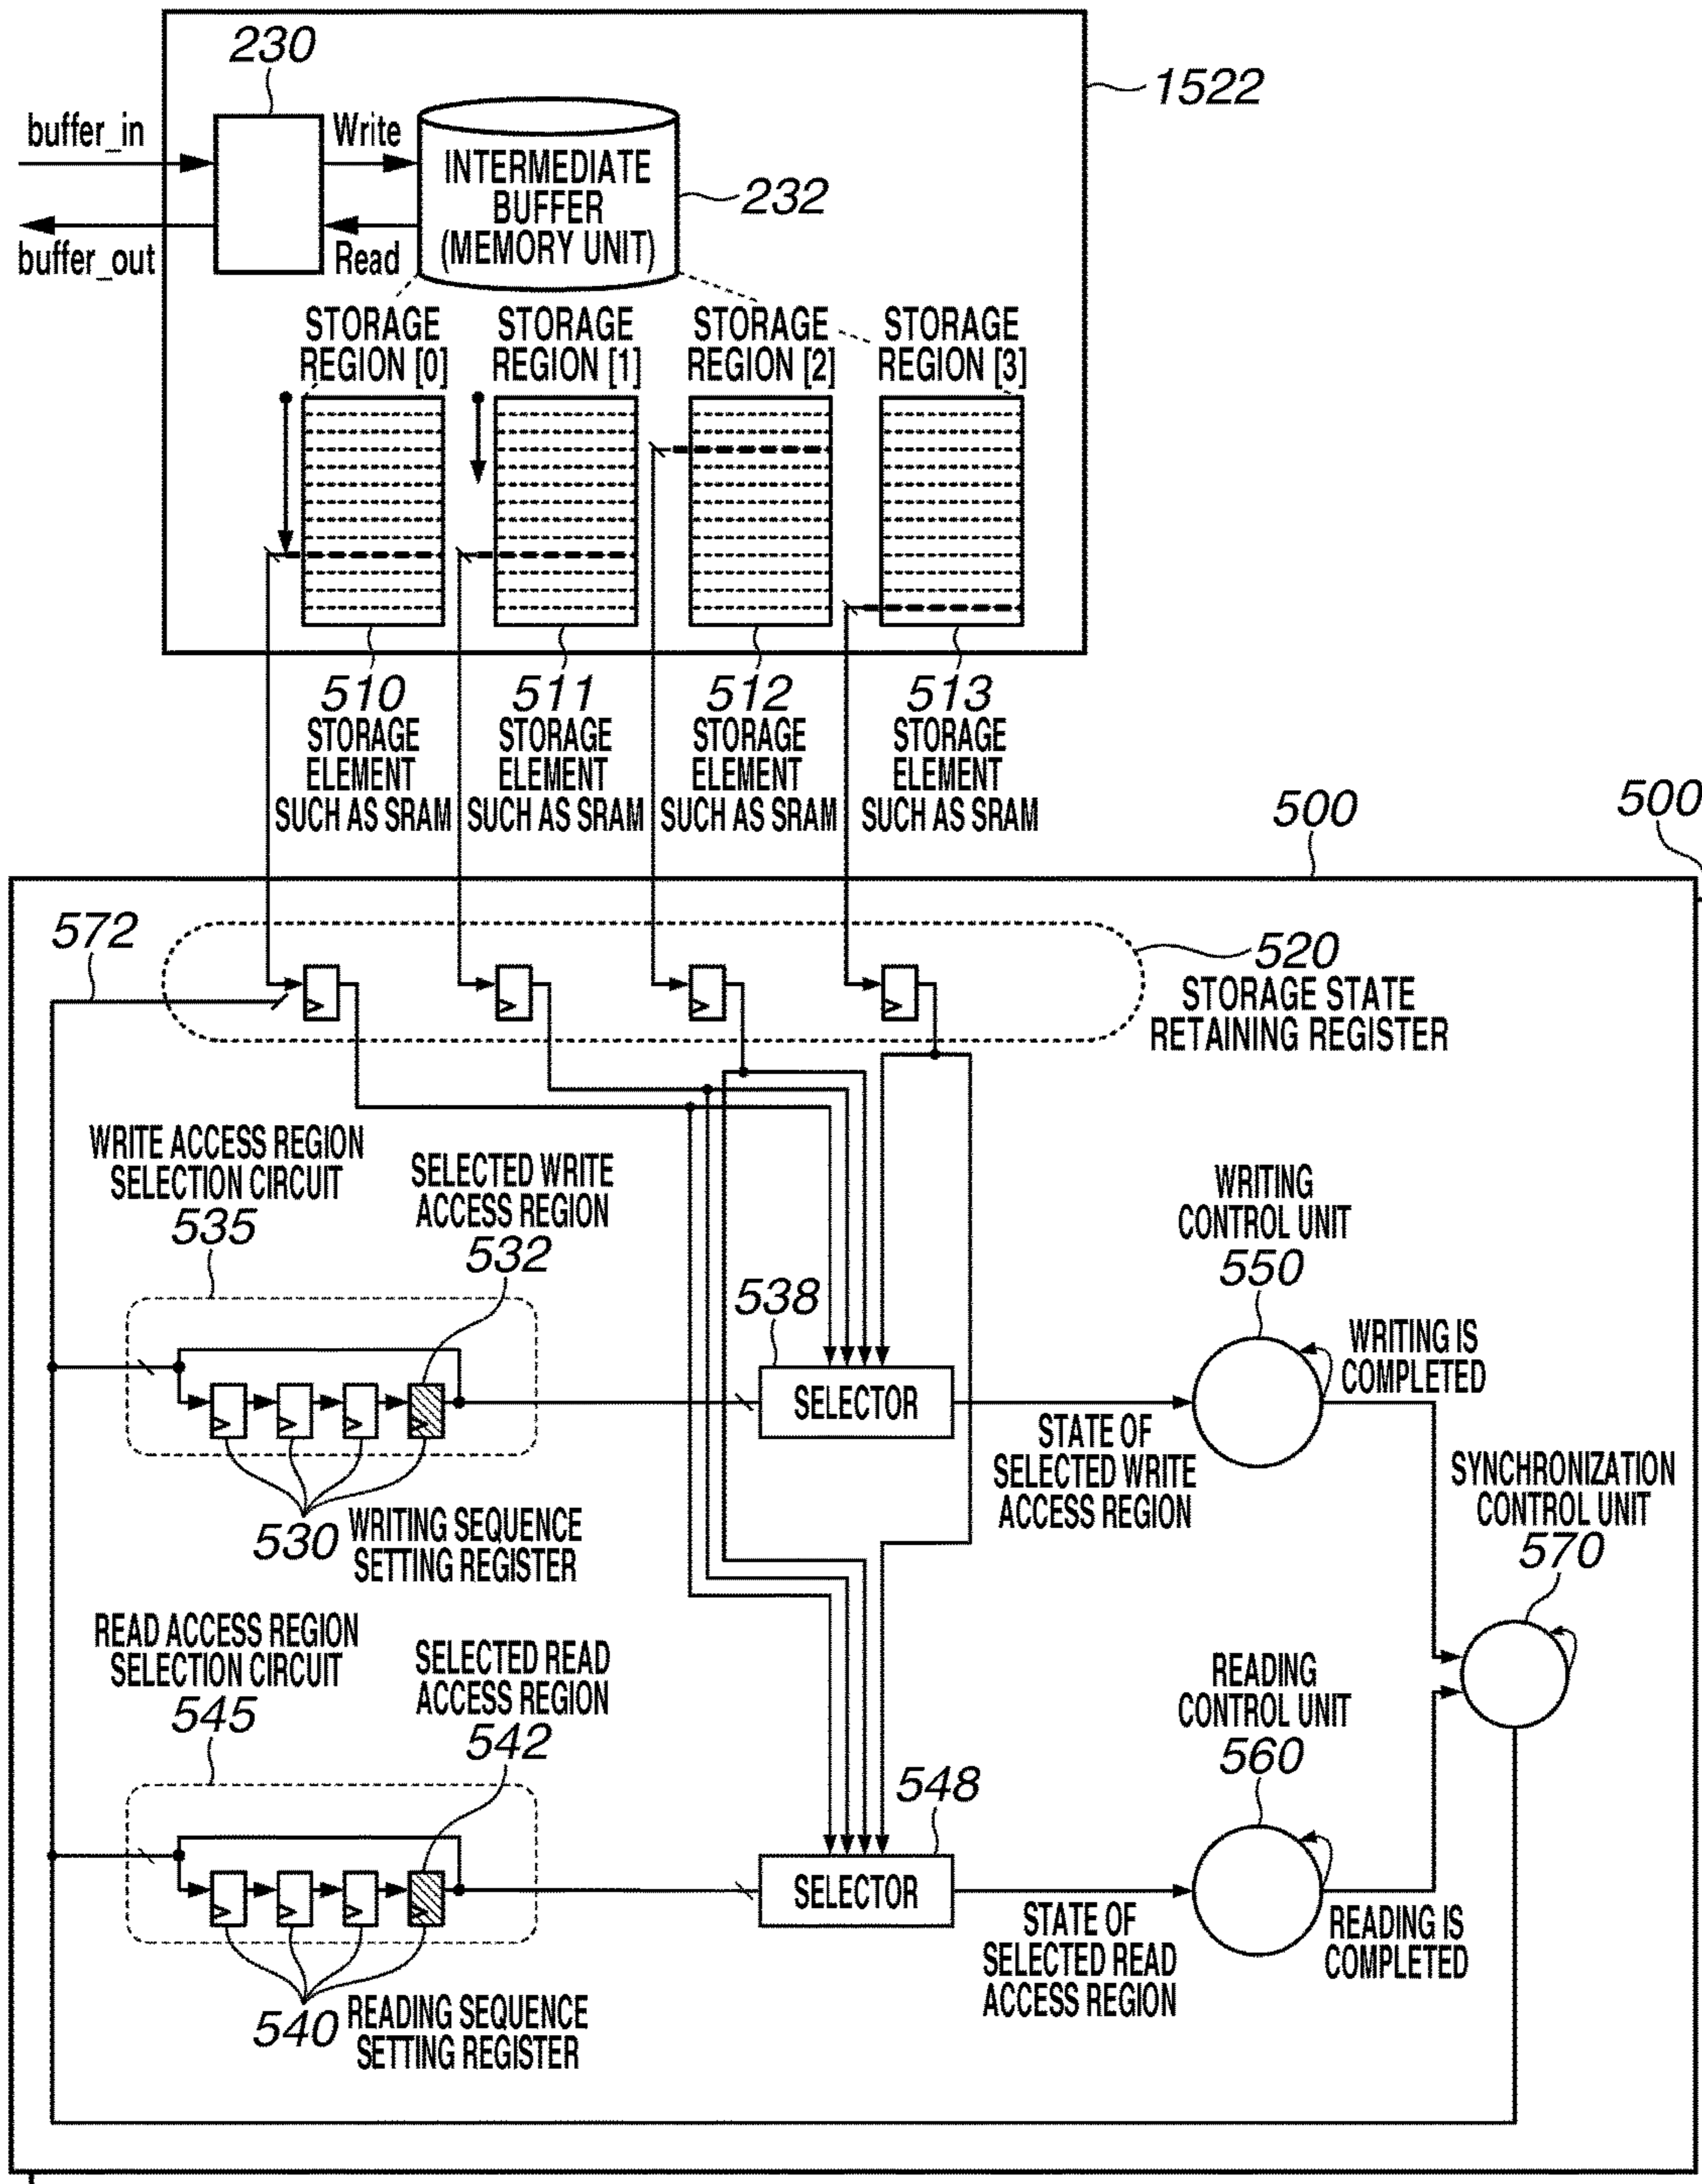 230
1522
buffer_in
Write
INTERMEDIATE
BUFFER
(MEMORY UNIT)
232
buffer_out
Read
STORAGE
REGION [0]
STORAGE
REGION [1]
STORAGE
REGION [2]
STORAGE
REGION [3]
510
STORAGE
ELEMENT
SUCH AS SRAM
511
STORAGE
ELEMENT
SUCH AS SRAM
512
STORAGE
ELEMENT
SUCH AS SRAM
513
STORAGE
ELEMENT
SUCH AS SRAM
500
500
572
520
STORAGE STATE
RETAINING REGISTER
WRITE ACCESS REGION
SELECTION CIRCUIT
535
SELECTED WRITE
ACCESS REGION
532
538
SELECTOR
WRITING
CONTROL UNIT
550
WRITING IS
COMPLETED
STATE OF
SELECTED WRITE
ACCESS REGION
SYNCHRONIZATION
CONTROL UNIT
570
530
WRITING SEQUENCE
SETTING REGISTER
READ ACCESS REGION
SELECTION CIRCUIT
545
SELECTED READ
ACCESS REGION
542
548
SELECTOR
READING
CONTROL UNIT
560
READING IS
COMPLETED
STATE OF
SELECTED READ
ACCESS REGION
540
READING SEQUENCE
SETTING REGISTER